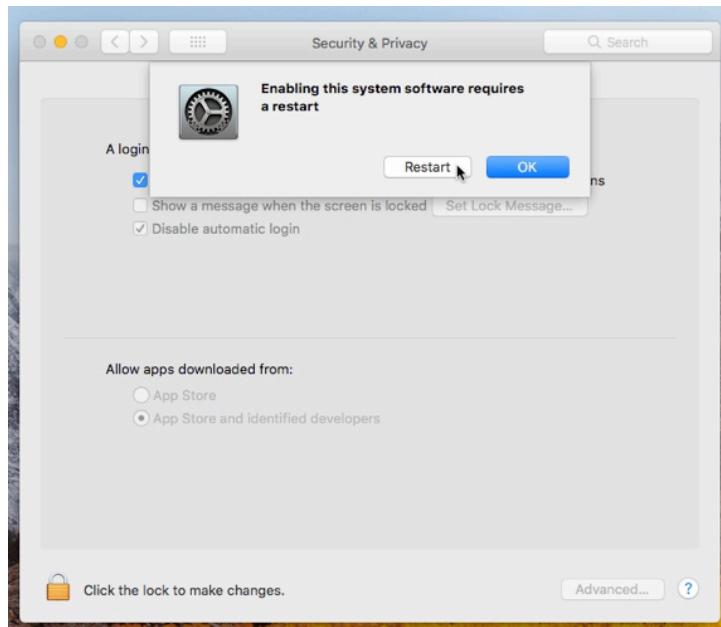 Security & Privacy
Search
Enabling this system software requires
a restart
Restart
OK
A login
ns
Show a message when the screen is locked
Set Lock Message...
Disable automatic login
Allow apps downloaded from:
App Store
App Store and identified developers
Click the lock to make changes.
Advanced...
?